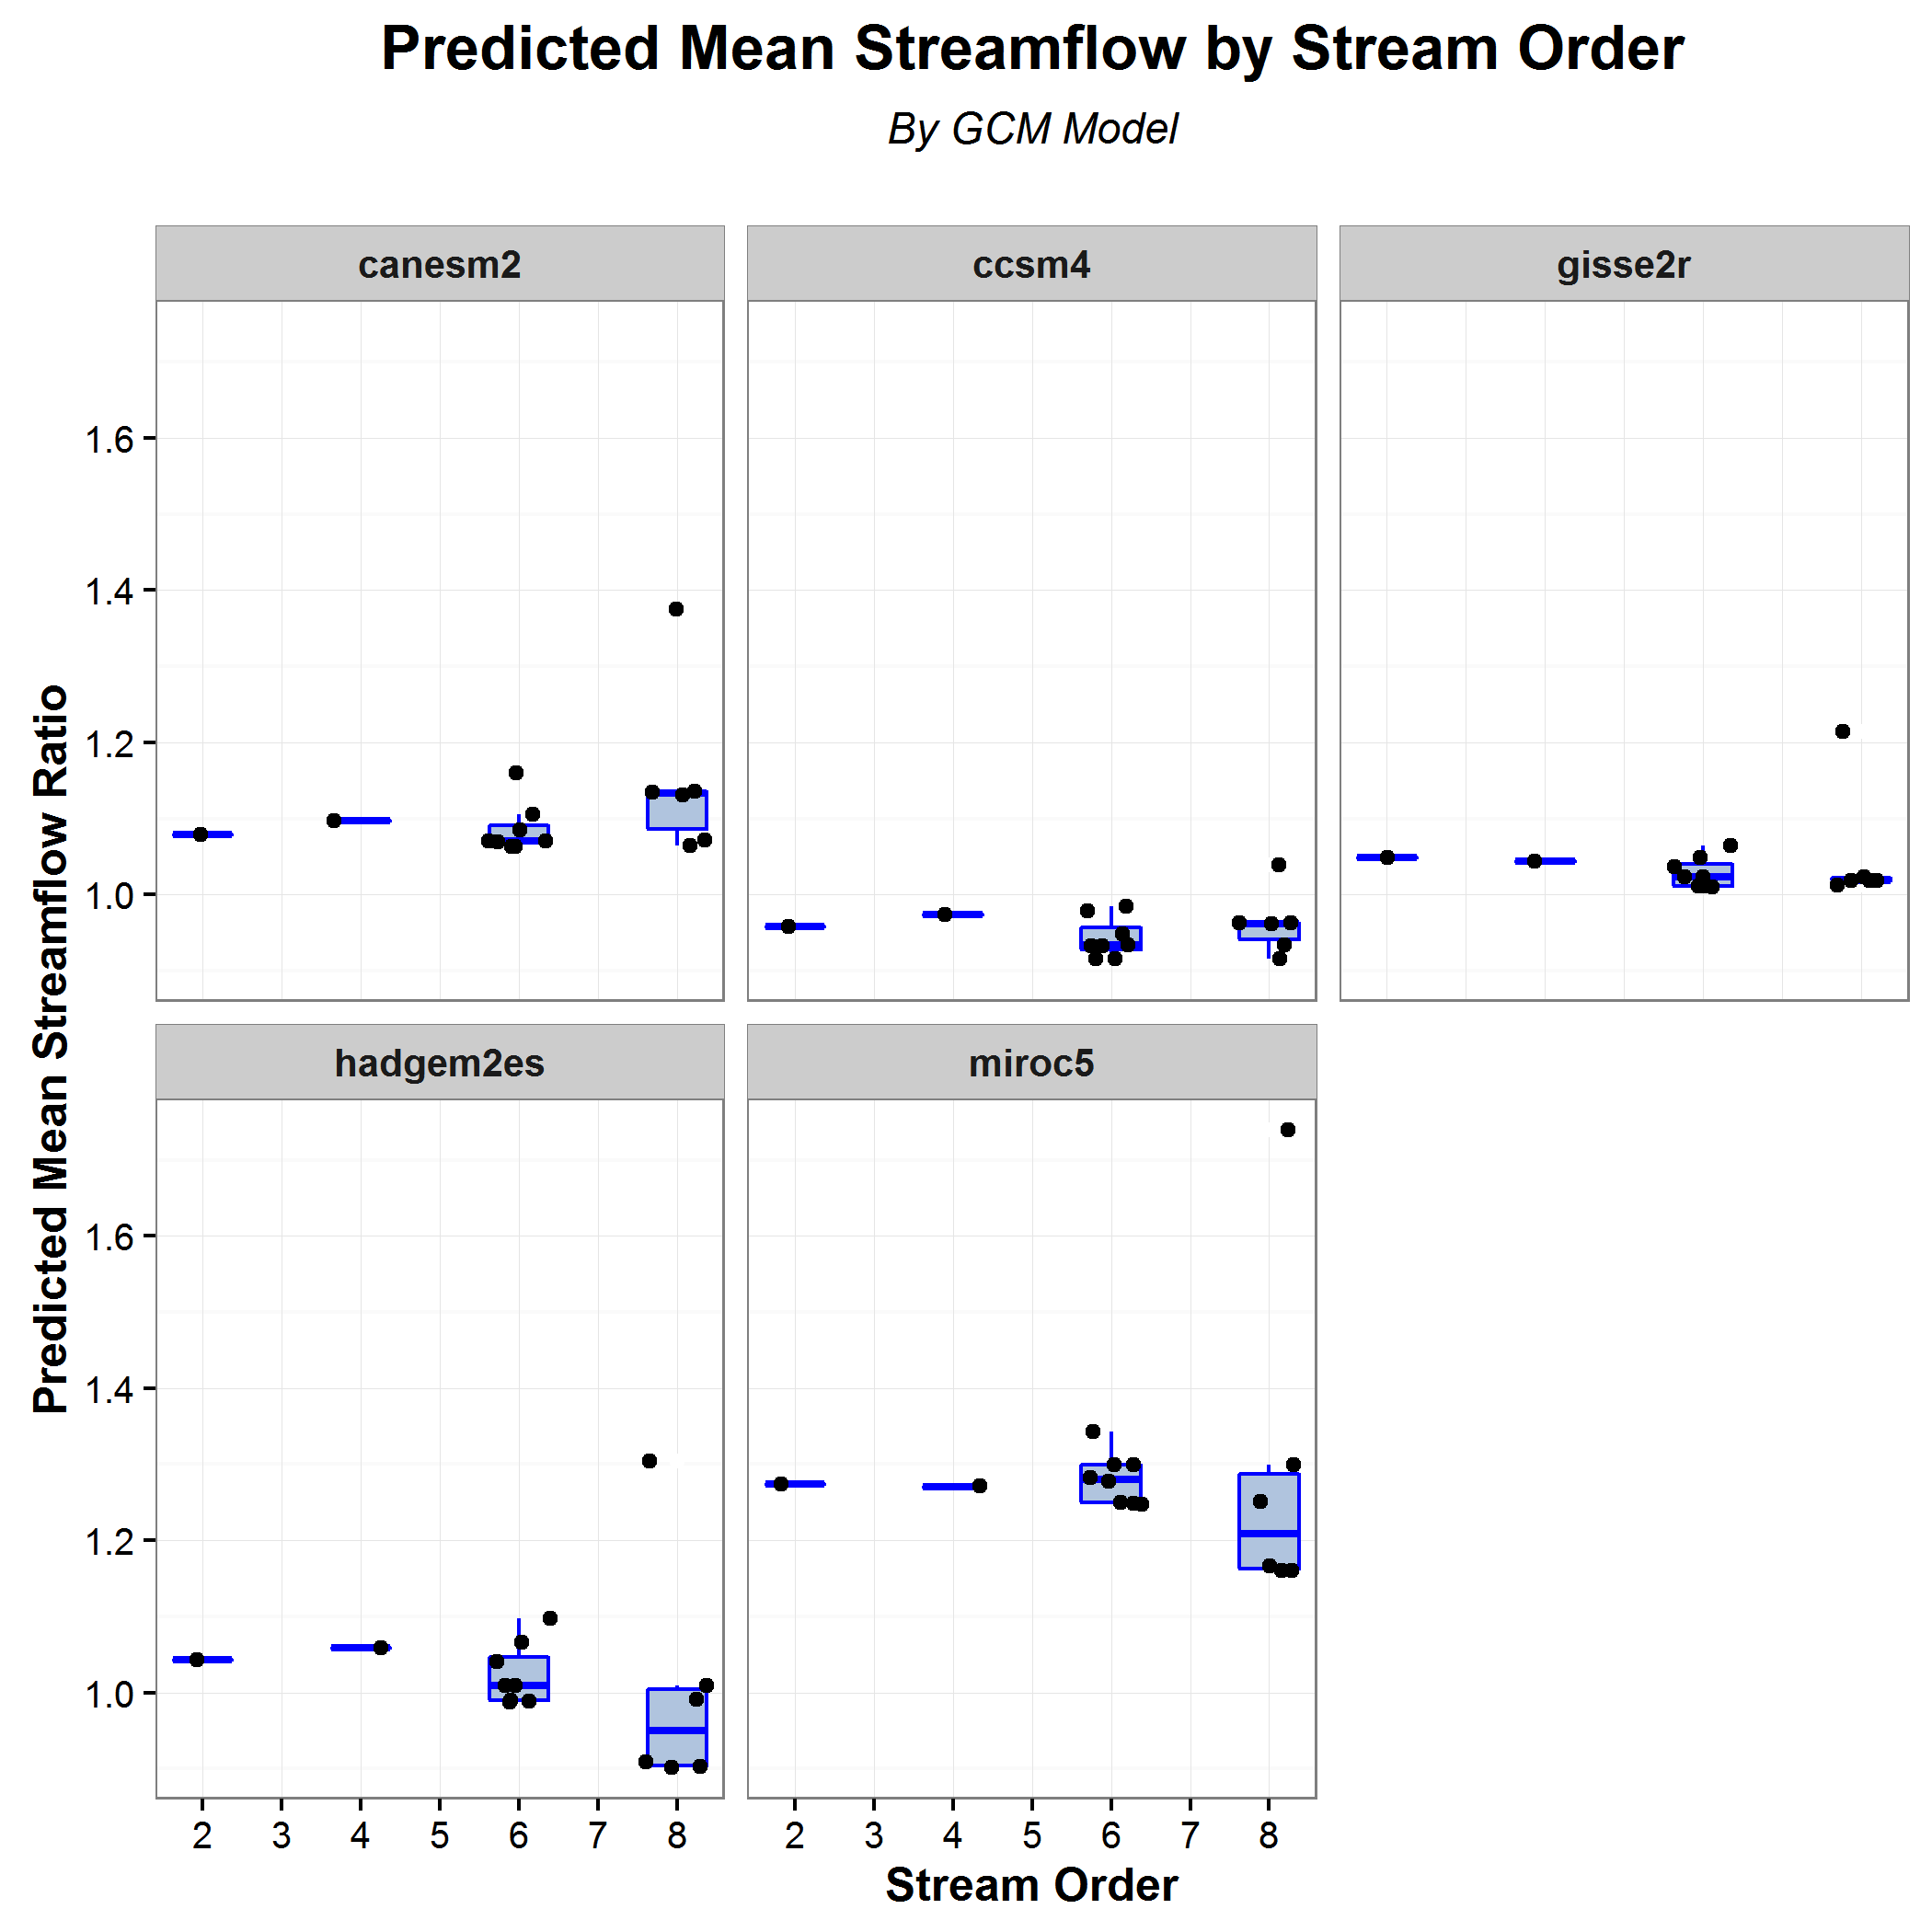 Predicted Mean Streamflow by Stream Order
By GCM Model
canesm2
ccsm4
gisse2r
1.6
1.4
1.2
1.0
Predicted Mean Streamflow Ratio
hadgem2es
miroc5
1.6
1.4
1.2
1.0
2 3 4 5 6 7 8
2 3 4 5 6 7 8
Stream Order